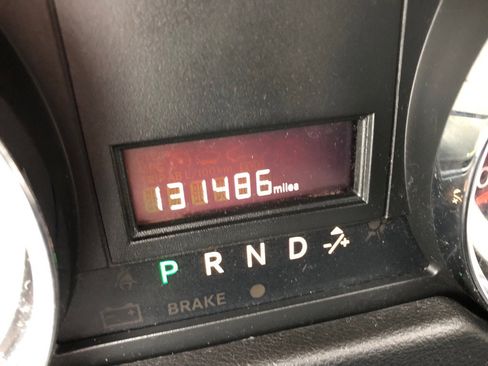 131486 miles
P R N D -/+
BRAKE